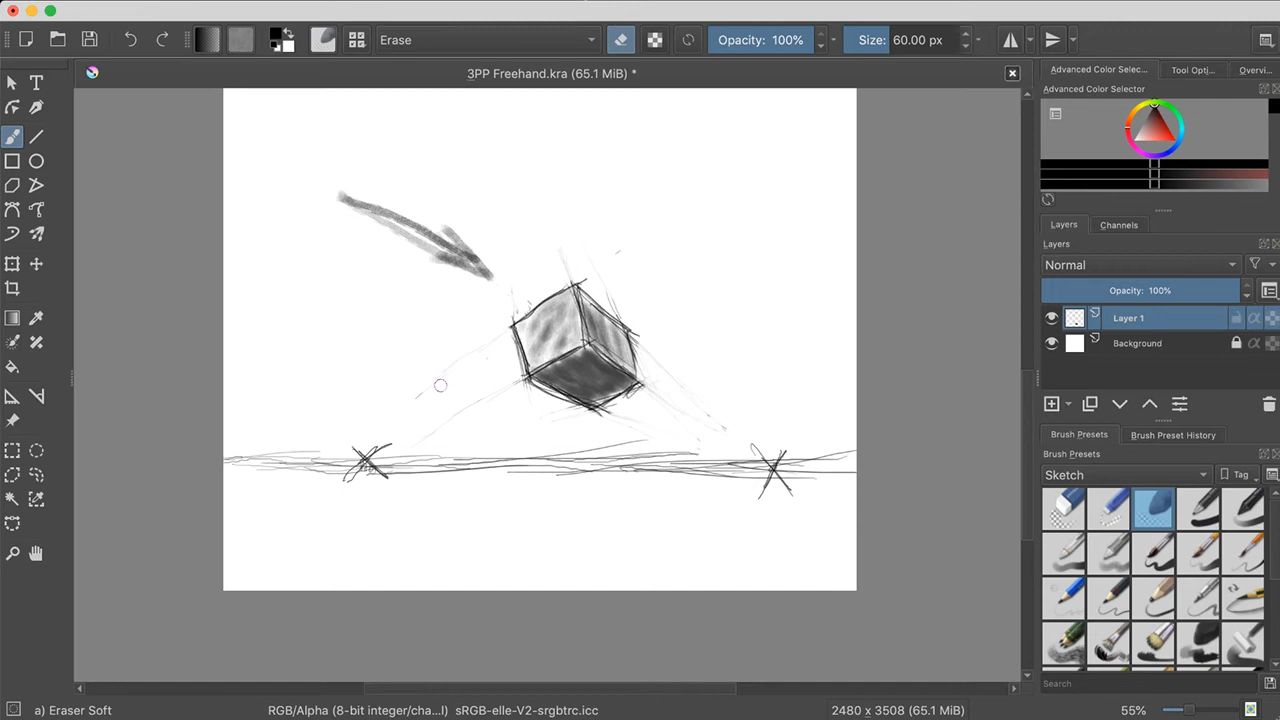 Erase
Opacity: 100%
Size: 60.00 px
3PP Freehand.kra (65.1 MiB) *
Advanced Color Selec...
Tool Opti...
Overvi...
Advanced Color Selector
Layers
Channels
Layers
Normal
Opacity: 100%
Layer 1
Background
Brush Presets
Brush Preset History
Brush Presets
Sketch
Tag
Search
a) Eraser Soft
RGB/Alpha (8-bit integer/cha...l) sRGB-elle-V2-srgbtrc.icc
2480 x 3508 (65.1 MiB)
55%